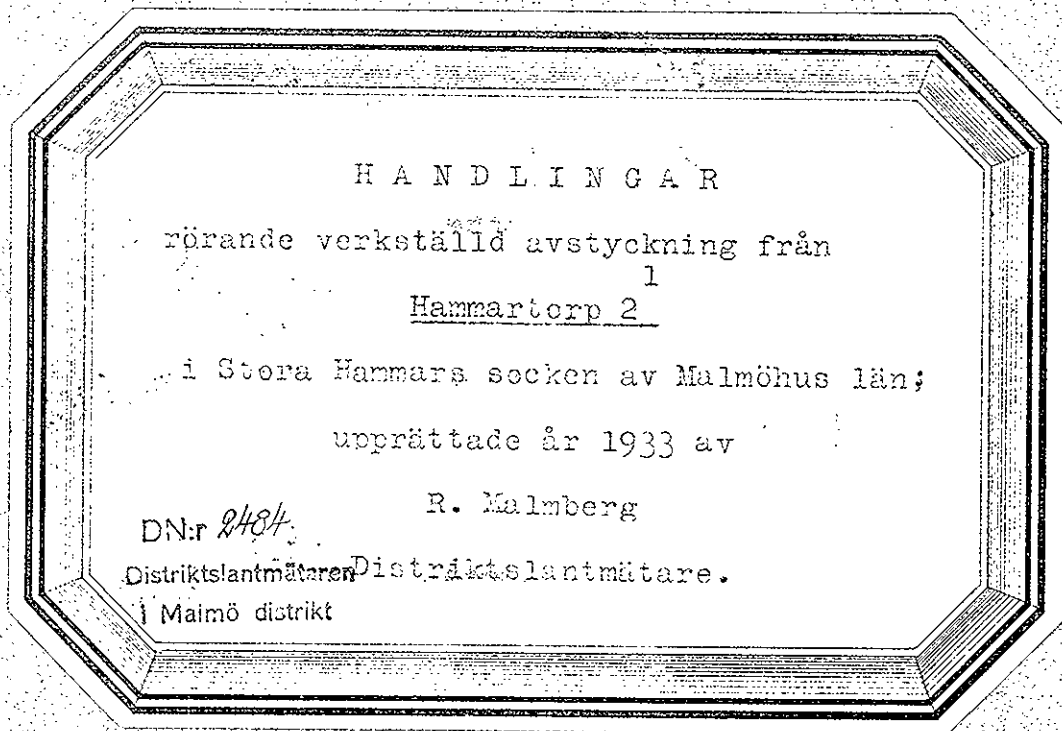 HANDLINGAR
rörande verkställd avstyckning från
1
Hammartorp 2
i Stora Hammars socken av Malmöhus län;
upprättade år 1933 av
R. Malmberg
DN:r 2484.
Distriktslantmätaren Distriktslantmätare.
i Malmö distrikt